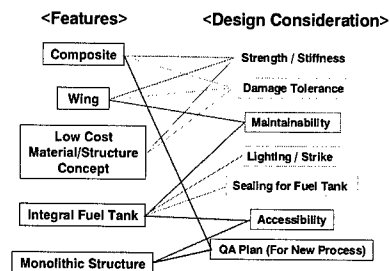 <Features> <Design Consideration>
Composite
Wing
Low Cost
Material/Structure
Concept
Integral Fuel Tank
Monolithic Structure
Strength / Stiffness
Damage Tolerance
Maintainability
Lighting / Strike
Sealing for Fuel Tank
Accessibility
QA Plan (For New Process)